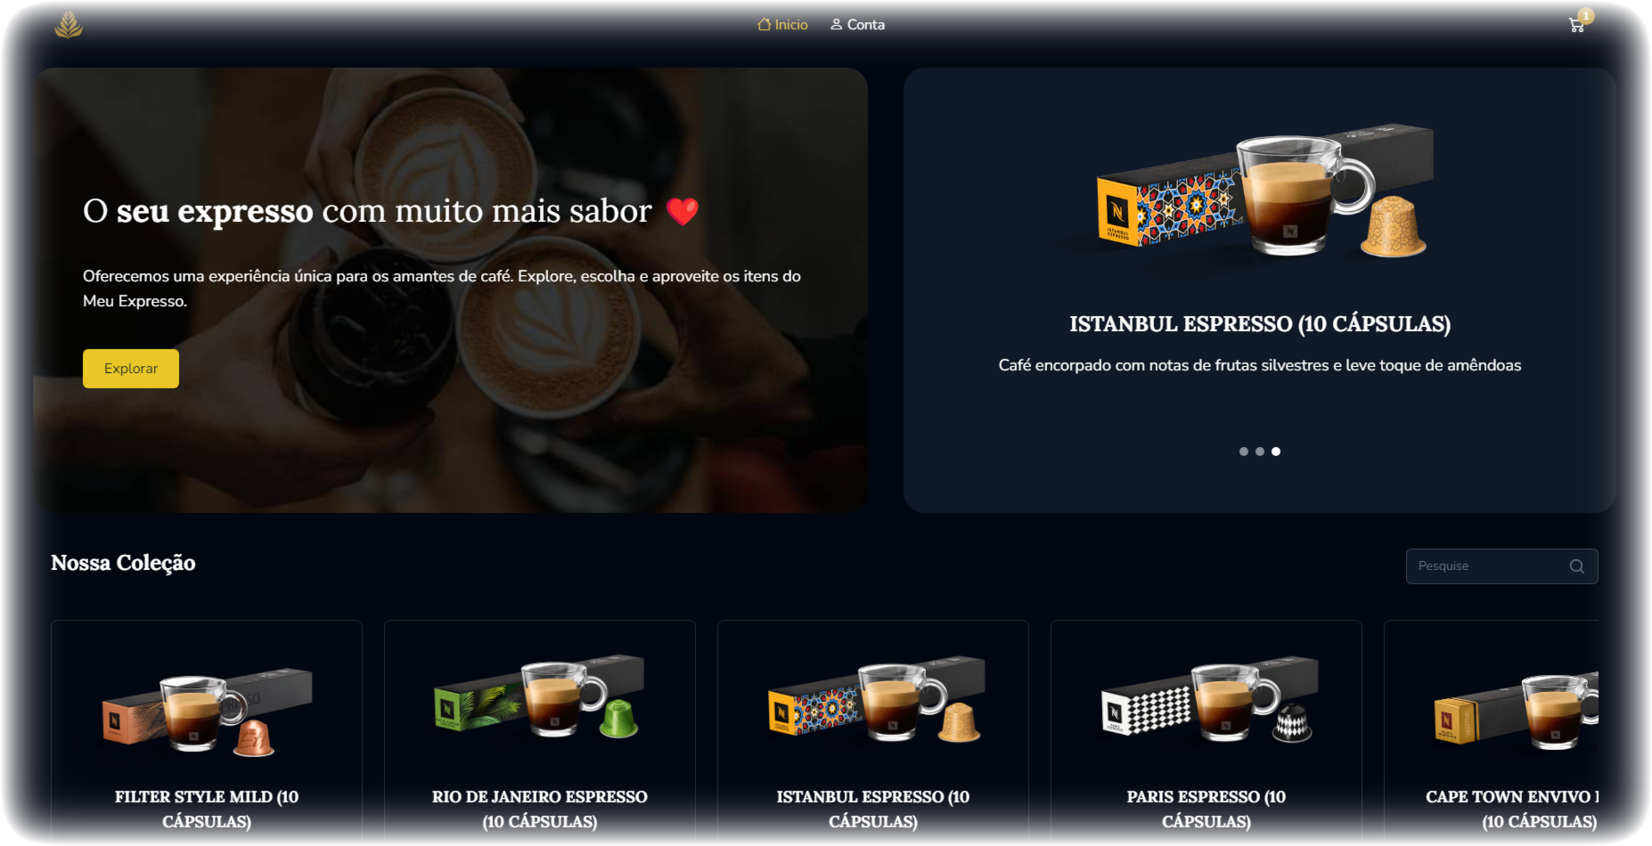 Inicio
Conta
1
O seu expresso com muito mais sabor ❤️
Oferecemos uma experiência única para os amantes de café. Explore, escolha e aproveite os itens do
Meu Expresso.
Explorar
ISTANBUL ESPRESSO (10 CÁPSULAS)
Café encorpado com notas de frutas silvestres e leve toque de amêndoas
Nossa Coleção
Pesquise
FILTER STYLE MILD (10
CÁPSULAS)
RIO DE JANEIRO ESPRESSO
(10 CÁPSULAS)
ISTANBUL ESPRESSO (10
CÁPSULAS)
PARIS ESPRESSO (10
CÁPSULAS)
CAPE TOWN ENVIVO
(10 CÁPSULAS)